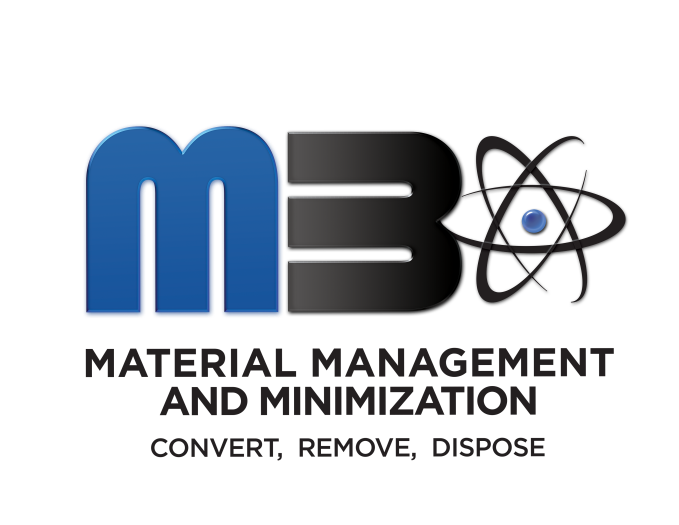 M3
MATERIAL MANAGEMENT
AND MINIMIZATION
CONVERT, REMOVE, DISPOSE